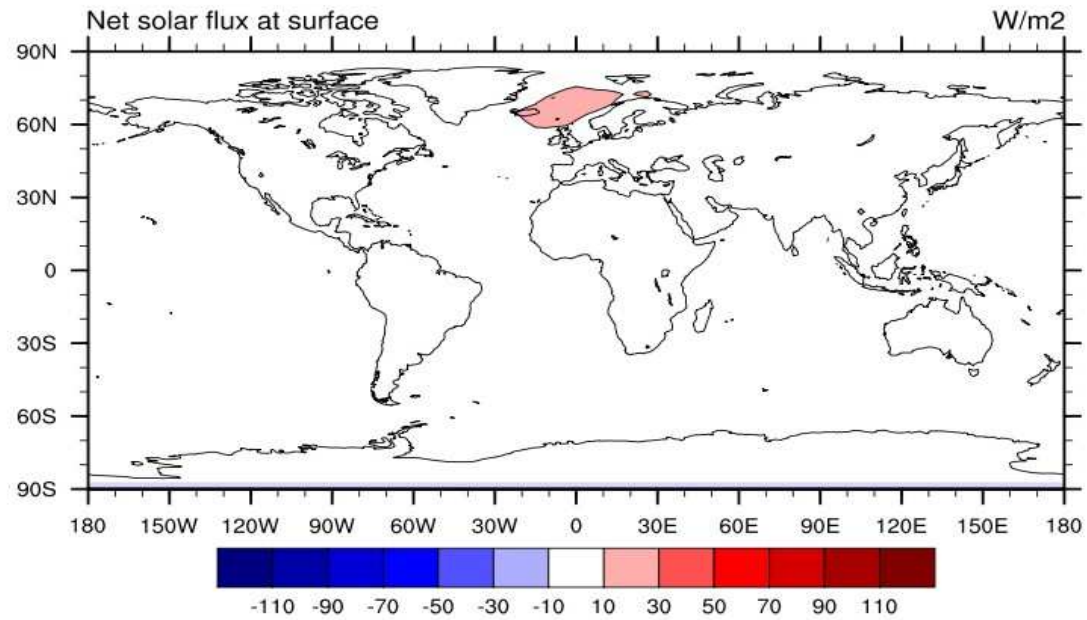 Net solar flux at surface W/m2
90N
60N
30N
0
30S
60S
90S
180 150W 120W 90W 60W 30W 0 30E 60E 90E 120E 150E 180
-110 -90 -70 -50 -30 -10 10 30 50 70 90 110